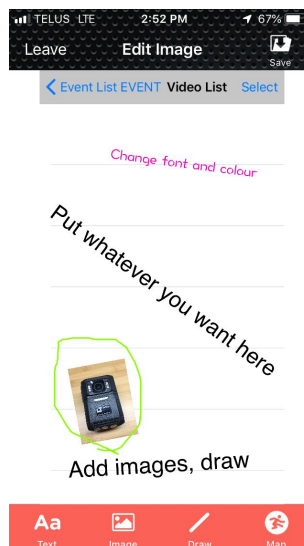 TELUS LTE 2:52 PM 67%
Leave Edit Image
Save
Event List EVENT Video List Select
Change font and colour
Put whatever you want here
Add images, draw
Aa
Text Image Draw Map